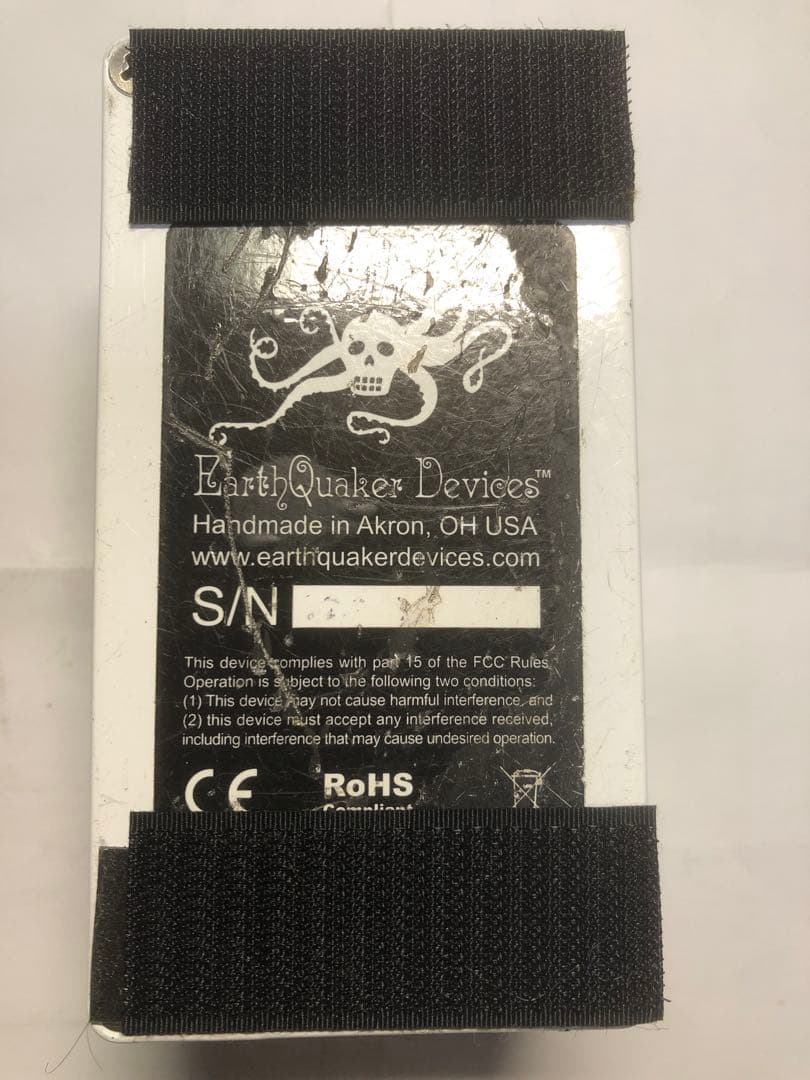 EarthQuaker Devices™
Handmade in Akron, OH USA
www.earthquakerdevices.com
S/N
This device complies with part 15 of the FCC Rules.
Operation is subject to the following two conditions:
(1) This device may not cause harmful interference, and
(2) this device must accept any interference received,
including interference that may cause undesired operation.
CE RoHS
Compliant